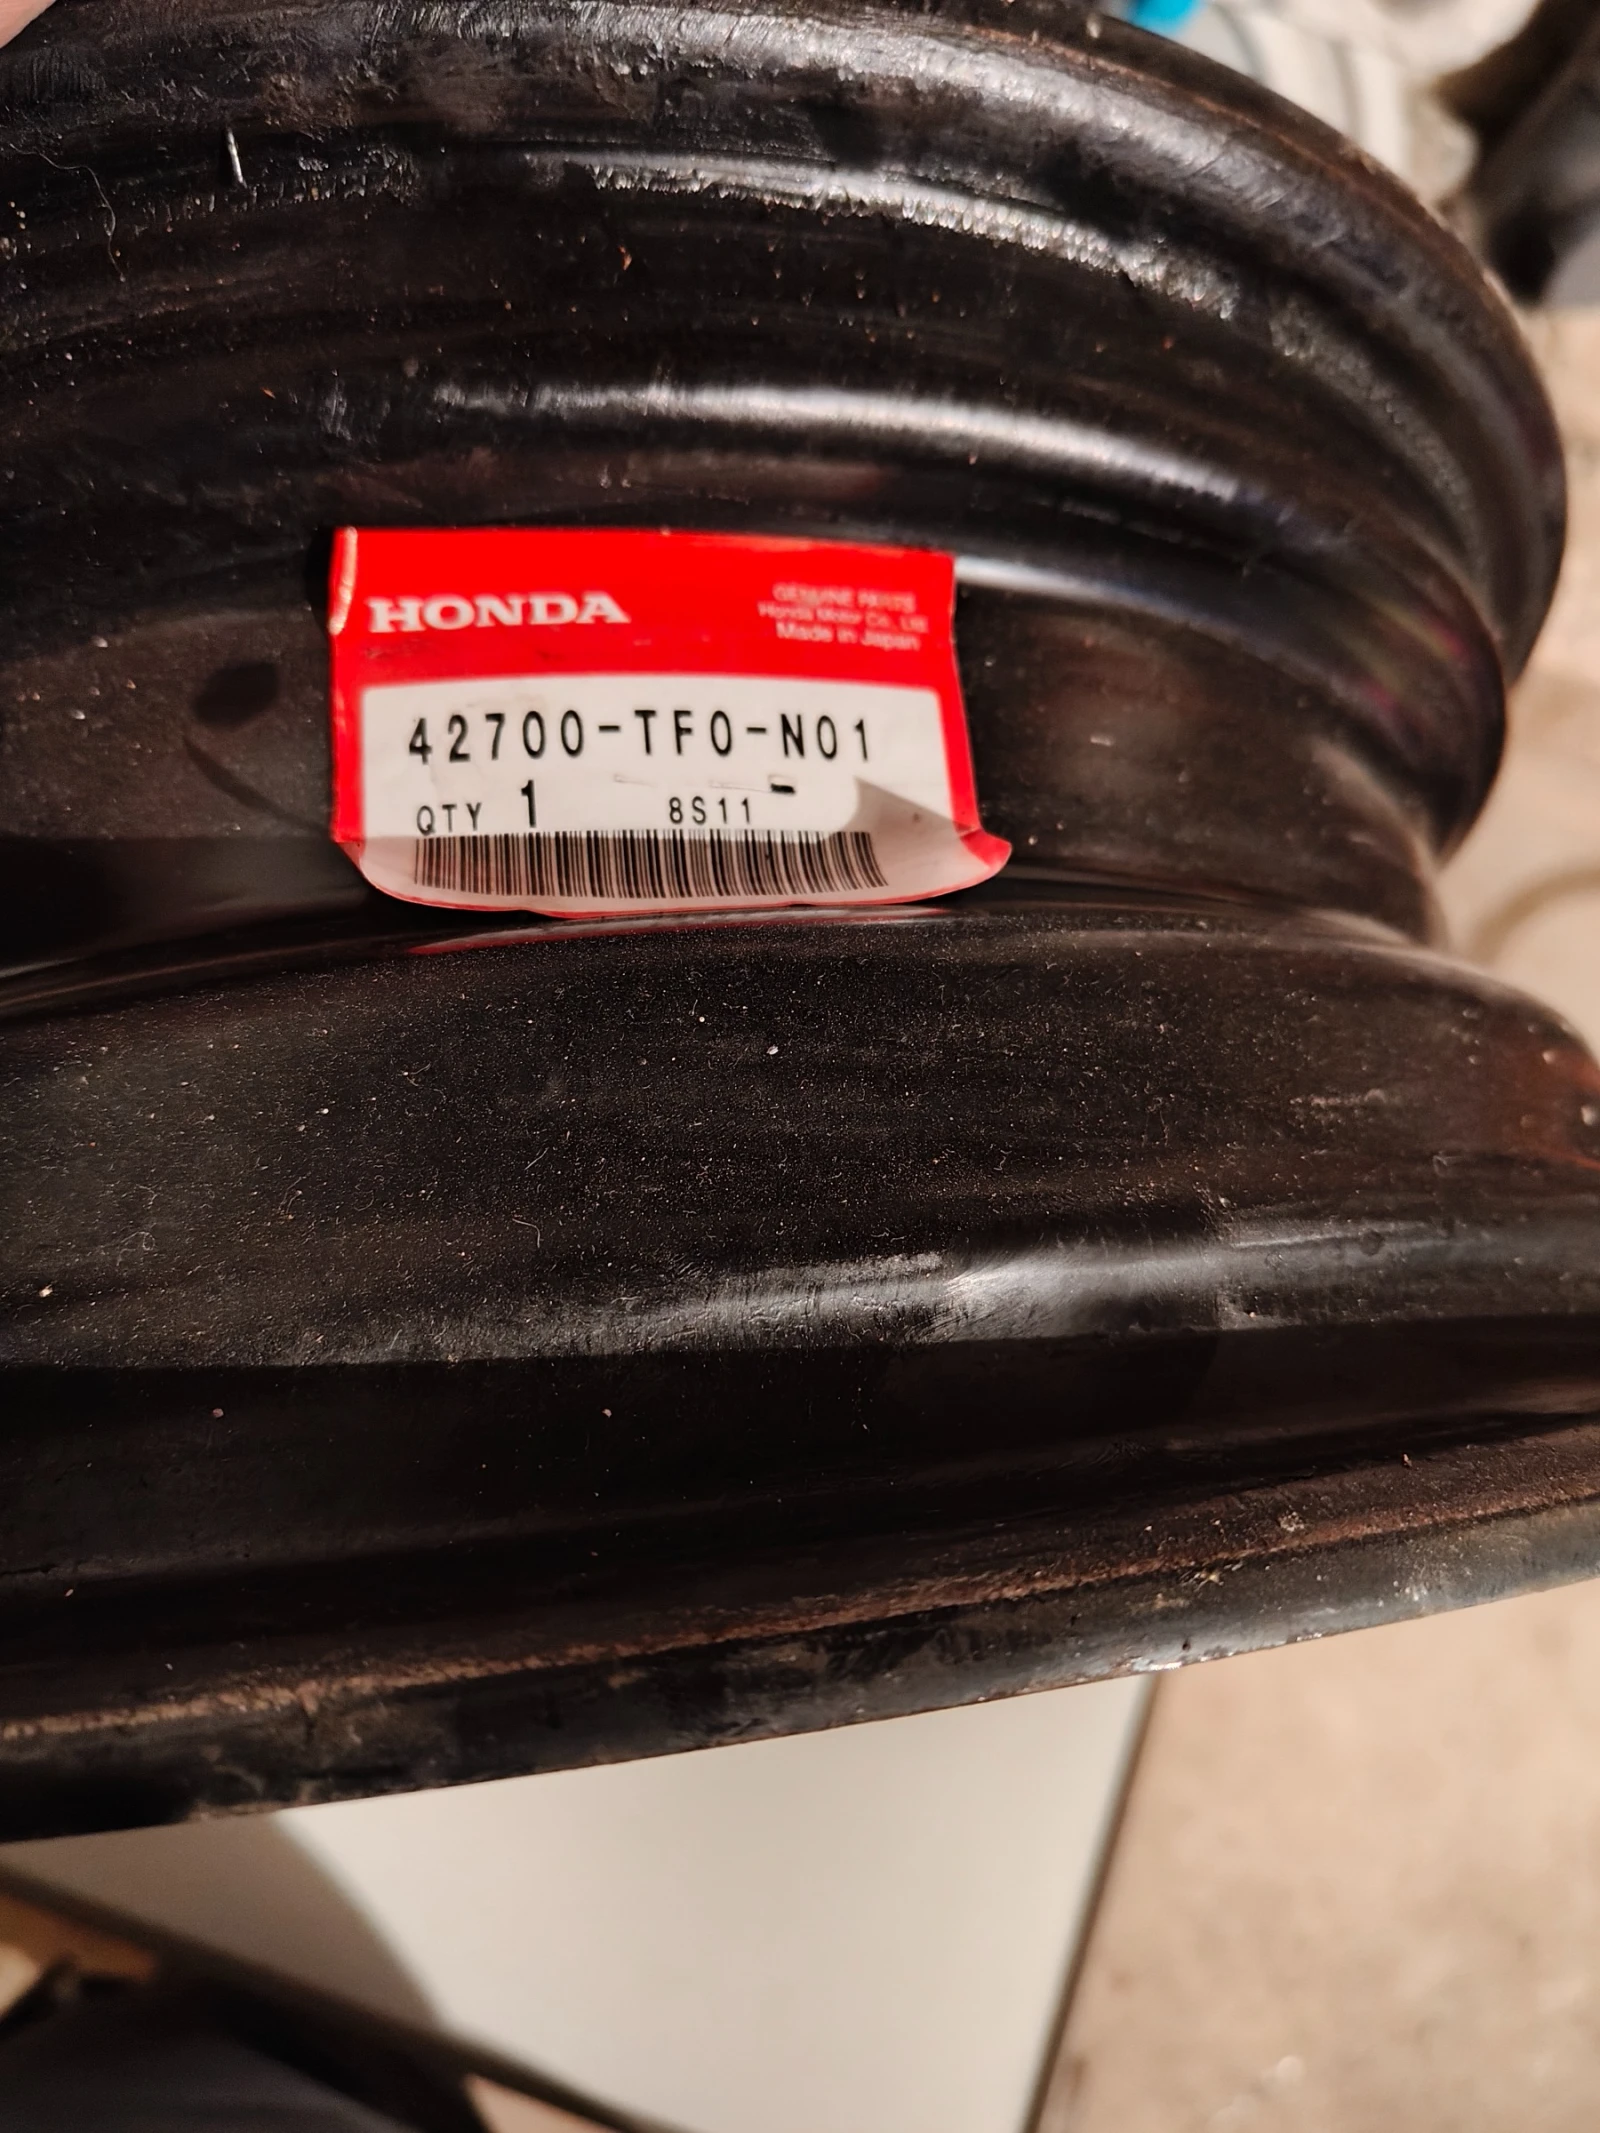 HONDA
GENUINE PARTS
Honda Motor Co., Ltd.
Made in Japan
42700-TF0-N01
QTY 1 8S11